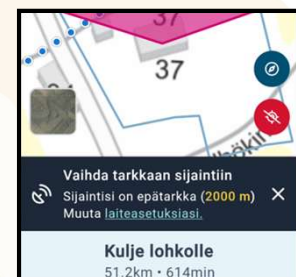 37
37
Vaihda tarkkaan sijaintiin
Sijaintisi on epätarkka (2000 m)
Muuta laiteasetuksiasi.
Kulje lohkolle
51.2km • 614min